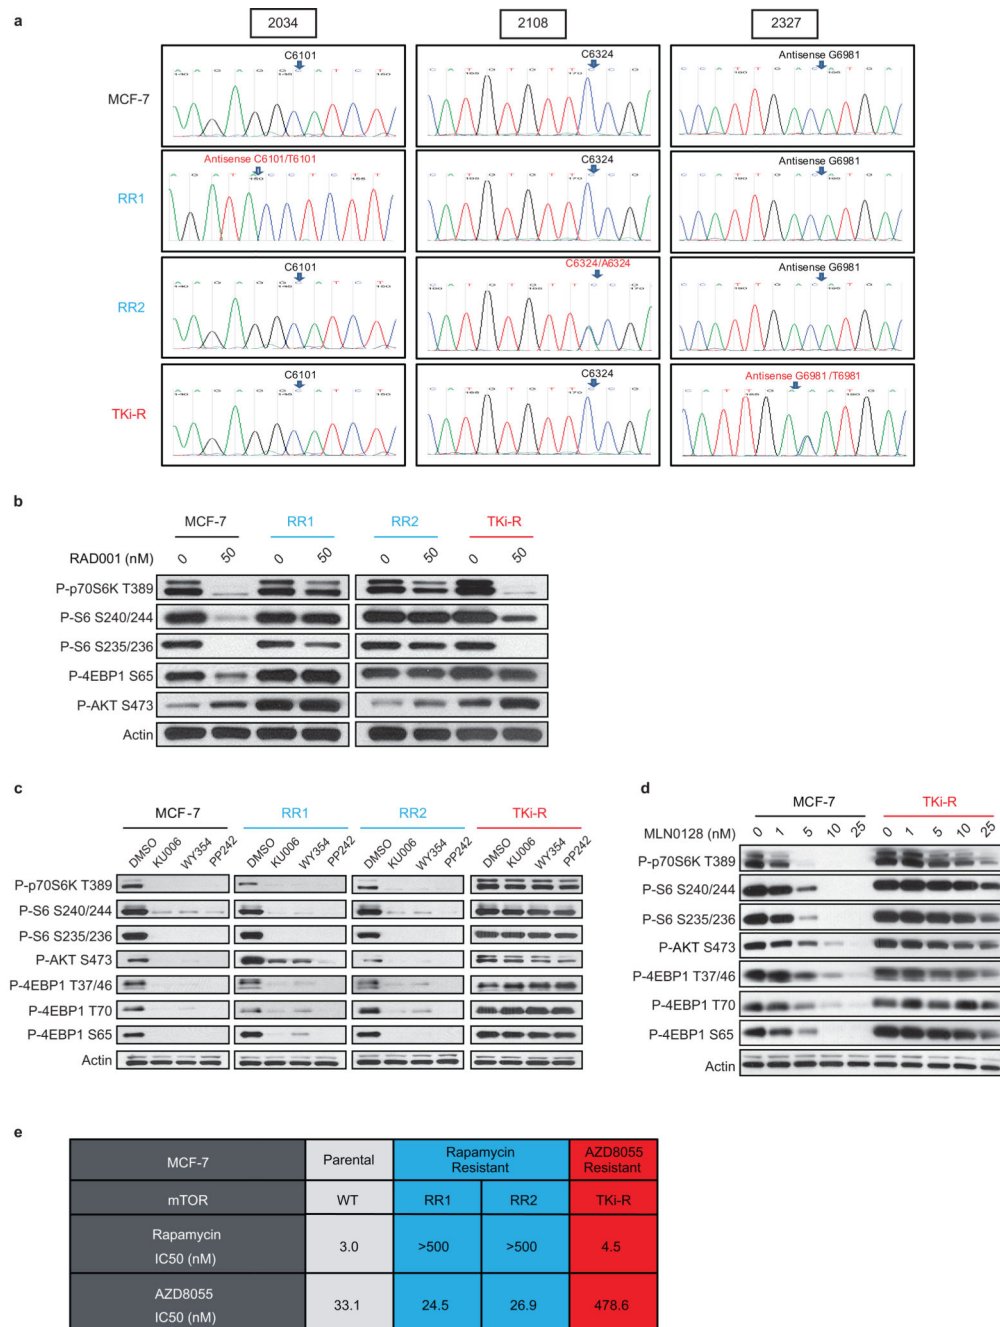 a
2034 2108 2327
C6101 C6324 Antisense G6981
A A G A G G C A T C T
C A T G T G T T C C G
C C A T T G A C A T G A
MCF-7
Antisense C6101/T6101 C6324 Antisense G6981
RR1
C6101 C6324/A6324 Antisense G6981
RR2
C6101 C6324 Antisense G6981/T6981
TKi-R
b
MCF-7 RR1 RR2 TKi-R
RAD001 (nM) 0 50 0 50 0 50 0 50
P-p70S6K T389
P-S6 S240/244
P-S6 S235/236
P-4EBP1 S65
P-AKT S473
Actin
c
MCF-7 RR1 RR2 TKi-R
DMSO KU006 WY354 PP242 DMSO KU006 WY354 PP242 DMSO KU006 WY354 PP242 DMSO KU006 WY354 PP242
P-p70S6K T389
P-S6 S240/244
P-S6 S235/236
P-AKT S473
P-4EBP1 T37/46
P-4EBP1 T70
P-4EBP1 S65
Actin
d
MCF-7 TKi-R
MLN0128 (nM) 0 1 5 10 25 0 1 5 10 25
P-p70S6K T389
P-S6 S240/244
P-S6 S235/236
P-AKT S473
P-4EBP1 T37/46
P-4EBP1 T70
P-4EBP1 S65
Actin
e
MCF-7 Parental Rapamycin Resistant AZD8055 Resistant
mTOR WT RR1 RR2 TKi-R
Rapamycin IC50 (nM) 3.0 >500 >500 4.5
AZD8055 IC50 (nM) 33.1 24.5 26.9 478.6